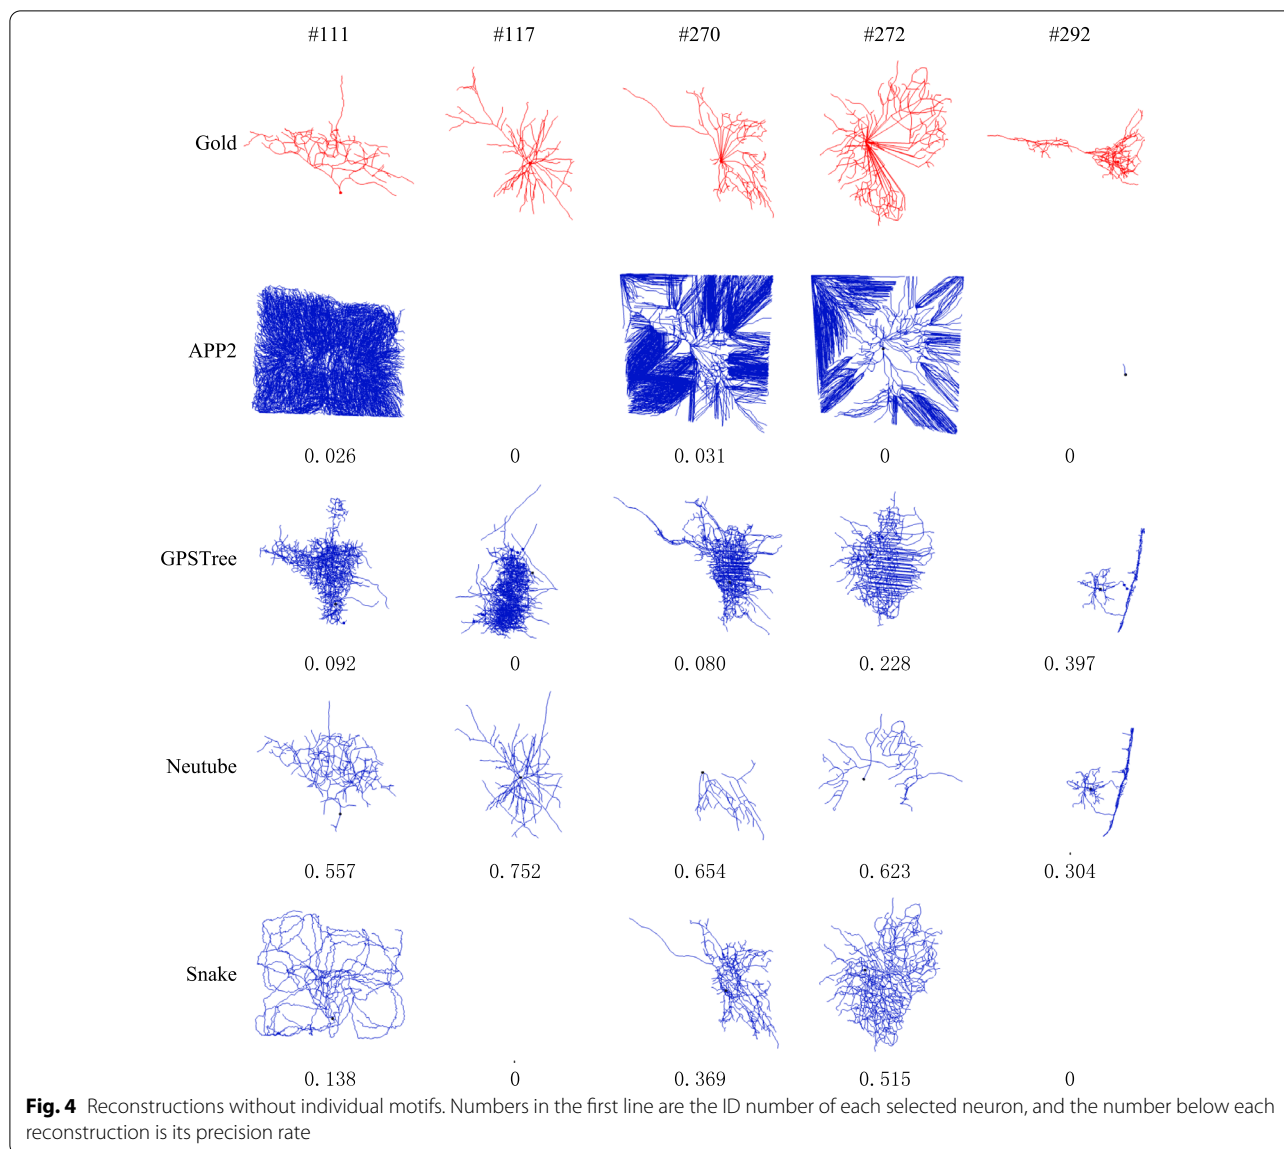 #111 #117 #270 #272 #292
Gold
APP2
0.026 0 0.031 0 0
GPSTree
0.092 0 0.080 0.228 0.397
Neutube
0.557 0.752 0.654 0.623 0.304
Snake
0.138 0 0.369 0.515 0
Fig. 4 Reconstructions without individual motifs. Numbers in the first line are the ID number of each selected neuron, and the number below each
reconstruction is its precision rate